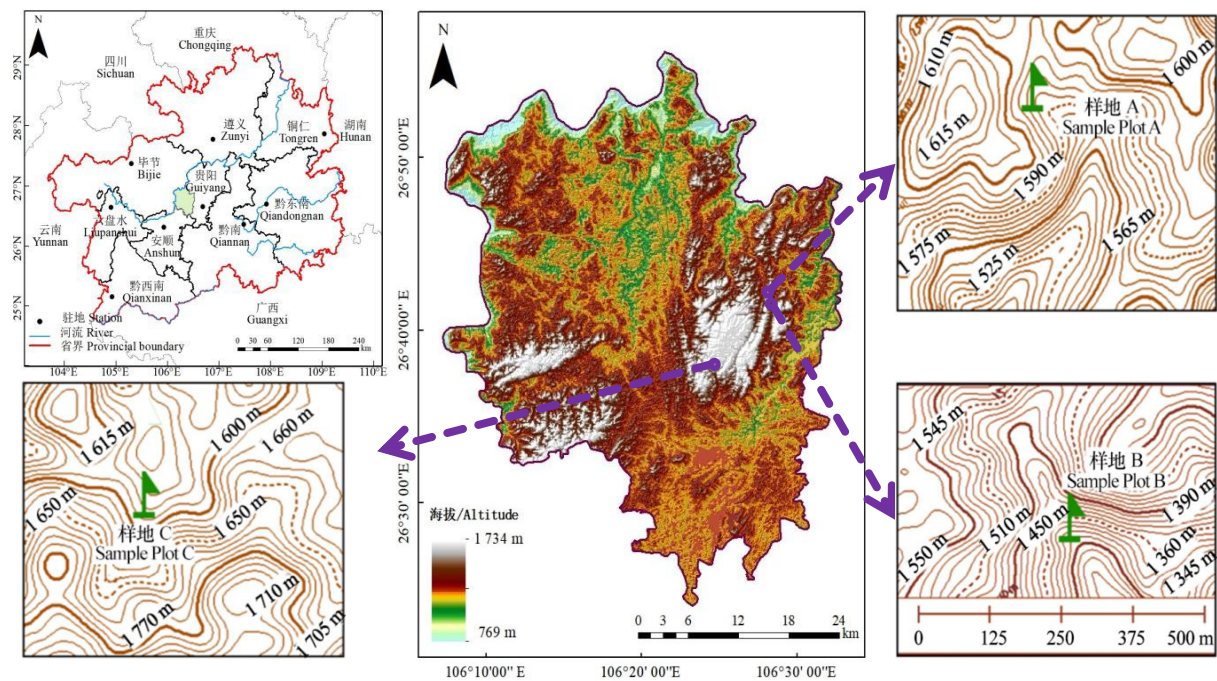 N
重庆
Chongqing
四川
Sichuan
遵义
Zunyi
铜仁
Tongren
湖南
Hunan
毕节
Bijie
贵阳
Guiyang
六盘水
Liupanshui
黔东南
Qiandongnan
云南
Yunnan
安顺
Anshun
黔南
Qiannan
黔西南
Qianxinan
广西
Guangxi
驻地 Station
河流 River
省界 Provincial boundary
0 30 60 120 180 240
km
29°N
28°N
27°N
26°N
25°N
104°E 105°E 106°E 107°E 108°E 109°E 110°E
N
26°50′ 00″E
26°40′ 00″ E
26°30′ 00″ E
海拔/Altitude
1 734 m
769 m
0 3 6 12 18 24
km
106°10′ 00″ E 106°20′ 00″ E 106°30′ 00″ E
1 610 m
1 600 m
样地 A
Sample Plot A
1 615 m
1 590 m
1 575 m
1 525 m
1 565 m
1 545 m
样地 B
Sample Plot B
1 550 m
1 510 m
1 450 m
1 390 m
1 360 m
1 345 m
0 125 250 375 500 m
1 615 m
1 600 m
1 660 m
1 650 m
样地 C
Sample Plot C
1 650 m
1 770 m
1 710 m
1 705 m